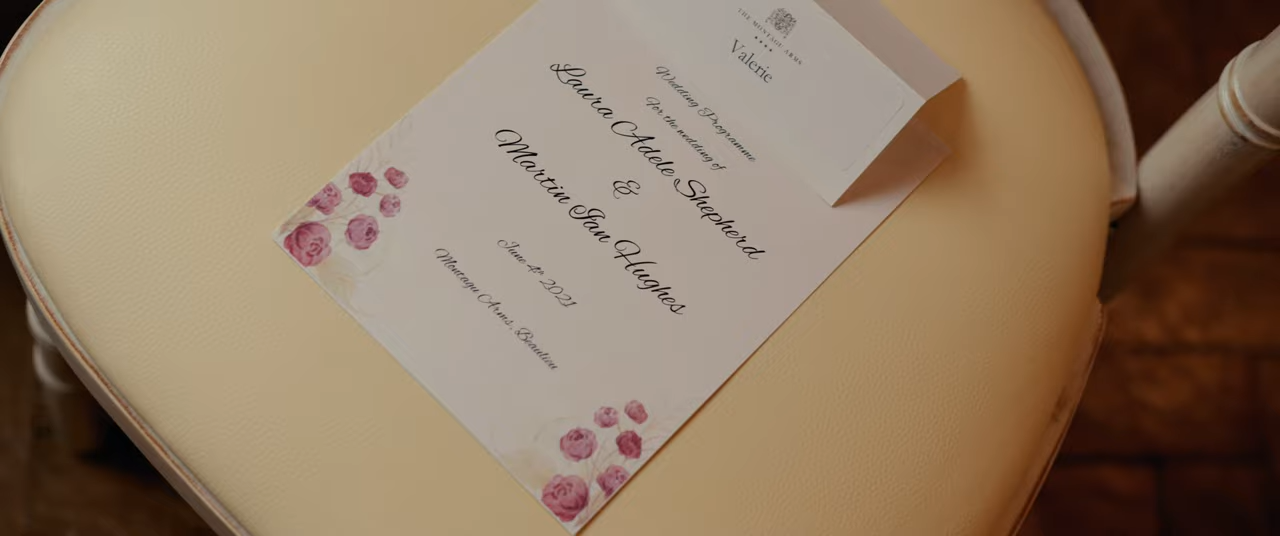 THE MONTAGU ARMS
Valerie
Wedding Programme
For the wedding of
Laura Adele Shepherd
&
Martin Ian Hughes
June 4th 2021
Montagu Arms, Beaulieu